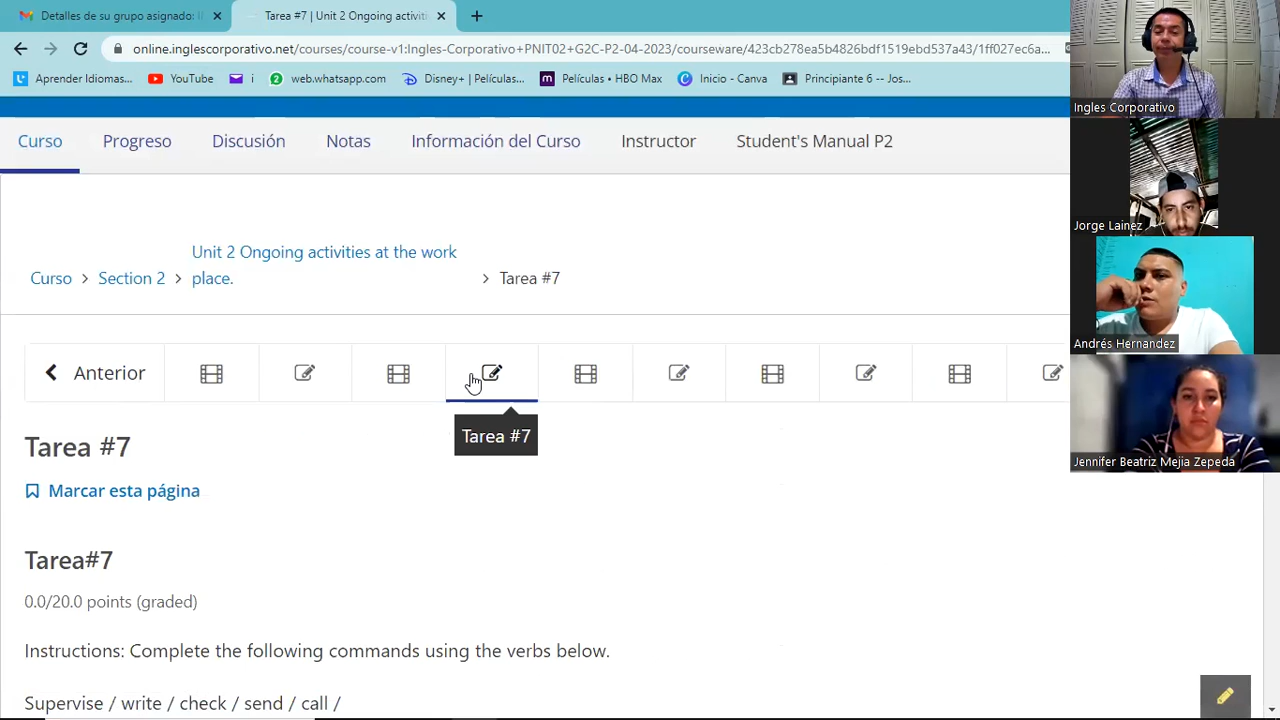 Detalles de su grupo asignado: I
Tarea #7 | Unit 2 Ongoing activiti
online.inglescorporativo.net/courses/course-v1:Ingles-Corporativo+PNIT02+G2C-P2-04-2023/courseware/
Aprender Idiomas...
YouTube
i
web.whatsapp.com
Disney+ | Películas...
Películas • HBO Max
Inicio - Canva
Principiante 6 -- Jos...
Ingles Corporativo
Curso
Progreso
Discusión
Notas
Información del Curso
Instructor
Student's Manual P2
Jorge Lainez
Unit 2 Ongoing activities at the work
Curso > Section 2 > place. > Tarea #7
Andrés Hernandez
Anterior
Tarea #7
Tarea #7
Jennifer Beatriz Mejia Zepeda
Marcar esta página
Tarea#7
0.0/20.0 points (graded)
Instructions: Complete the following commands using the verbs below.
Supervise / write / check / send / call /